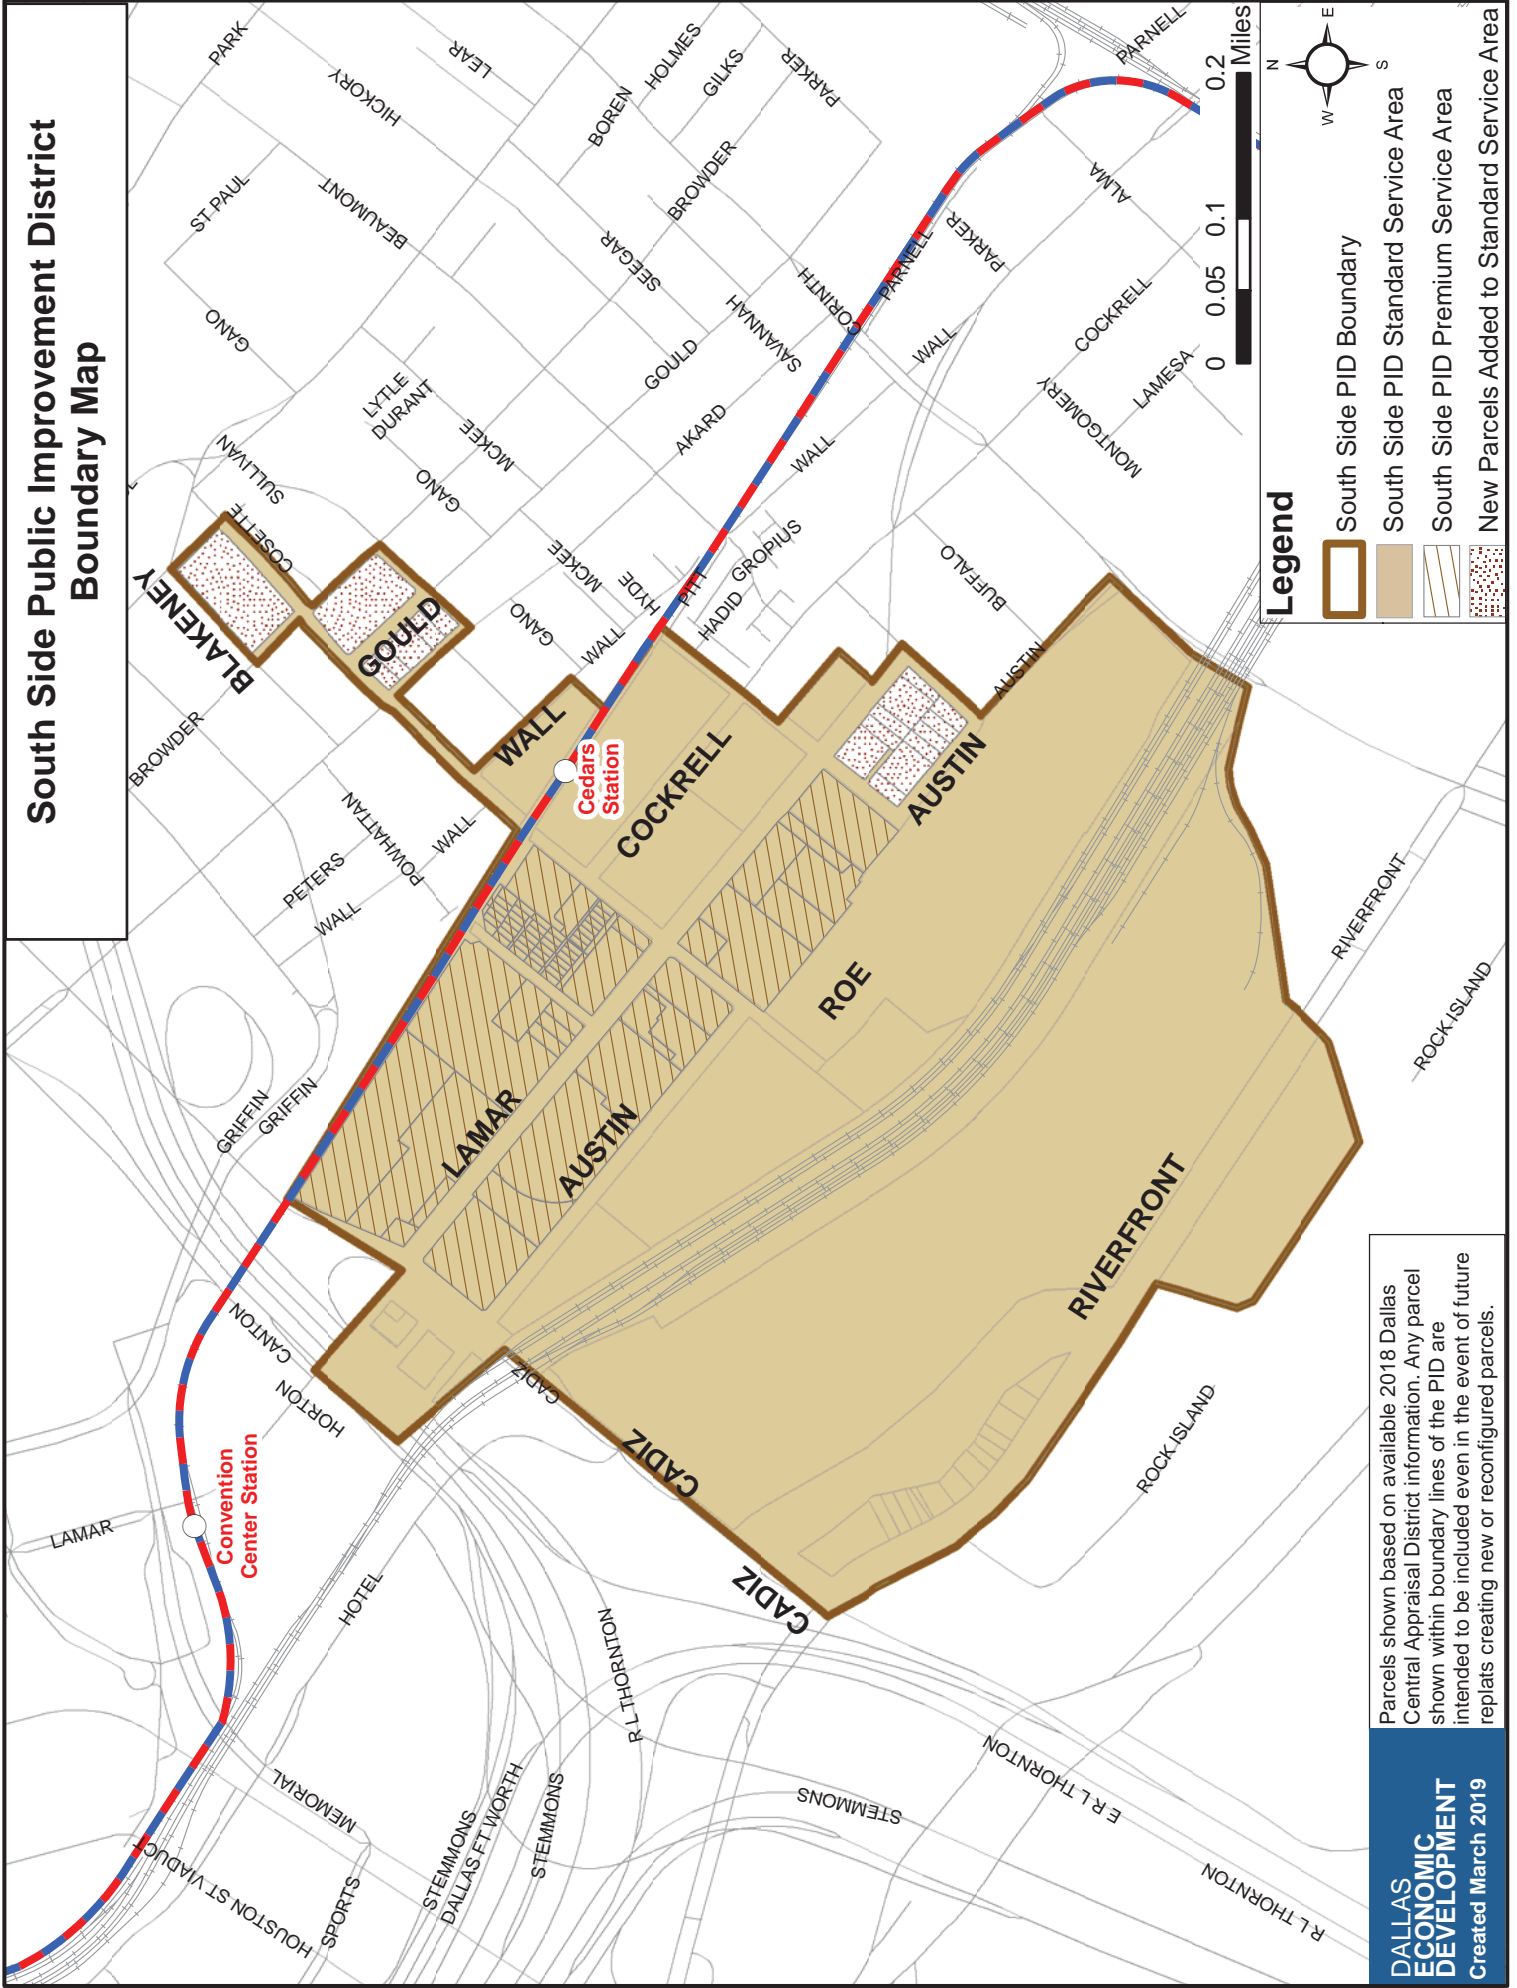 South Side Public Improvement District
Boundary Map
PARK
LEAR
HICKORY
HOLMES
GILKS
PARKER
BOREN
PARNELL
ST PAUL
BEAUMONT
BROWDER
SEEGAR
ALMA
PARKER
PARNELL
CORINTH
SAVANNAH
GANO
GOULD
WALL
COCKRELL
LYTLE
DURANT
MCKEE
AKARD
LAMESA
MONTGOMERY
SULLIVAN
GANO
WALL
COSETTE
MCKEE
GROPIUS
BUFFALO
BLAKENEY
HYDE
PITT
HADID
GOULD
GANO
WALL
AUSTIN
BROWDER
WALL
Cedars
Station
COCKRELL
AUSTIN
POWHATTAN
WALL
PETERS
WALL
RIVERFRONT
ROE
ROCK ISLAND
GRIFFIN
GRIFFIN
LAMAR
AUSTIN
RIVERFRONT
CANTON
HORTON
CADIZ
CADIZ
ROCK ISLAND
Convention
Center Station
LAMAR
HOTEL
CADIZ
R L THORNTON
MEMORIAL
STEMMONS
DALLAS FT WORTH
STEMMONS
STEMMONS
E R L THORNTON
HOUSTON ST VIADUCT
SPORTS
R L THORNTON
0 0.05 0.1 0.2
Miles
N
W E
S
Legend
South Side PID Boundary
South Side PID Standard Service Area
South Side PID Premium Service Area
New Parcels Added to Standard Service Area
Parcels shown based on available 2018 Dallas
Central Appraisal District information. Any parcel
shown within boundary lines of the PID are
intended to be included even in the event of future
replats creating new or reconfigured parcels.
DALLAS
ECONOMIC
DEVELOPMENT
Created March 2019